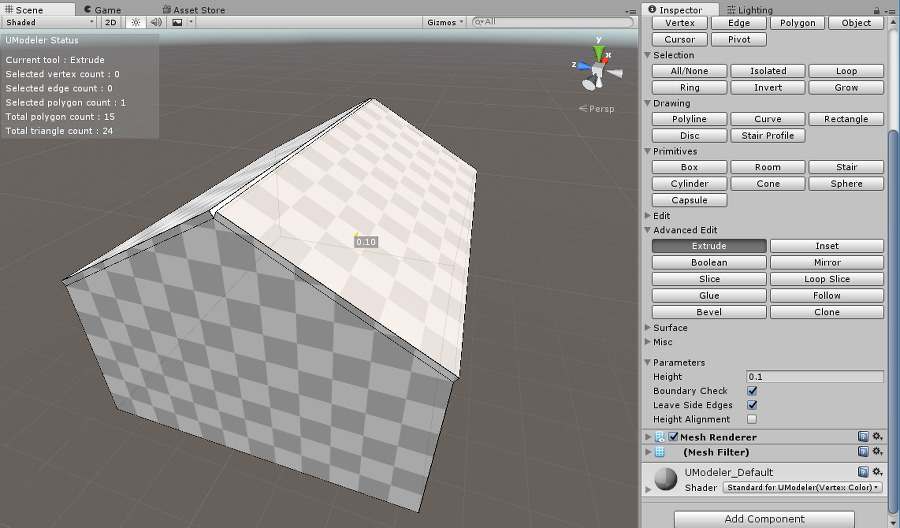 Scene Game Asset Store
Shaded 2D Gizmos All
UModeler Status
Current tool : Extrude
Selected vertex count : 0
Selected edge count : 0
Selected polygon count : 1
Total polygon count : 15
Total triangle count : 24
y
x
z
Persp
0.10
Inspector Lighting
Vertex Edge Polygon Object
Cursor Pivot
Selection
All/None Isolated Loop
Ring Invert Grow
Drawing
Polyline Curve Rectangle
Disc Stair Profile
Primitives
Box Room Stair
Cylinder Cone Sphere
Capsule
Edit
Advanced Edit
Extrude Inset
Boolean Mirror
Slice Loop Slice
Glue Follow
Bevel Clone
Surface
Misc
Parameters
Height 0.1
Boundary Check
Leave Side Edges
Height Alignment
Mesh Renderer
(Mesh Filter)
UModeler_Default
Shader Standard for UModeler(Vertex Color)
Add Component